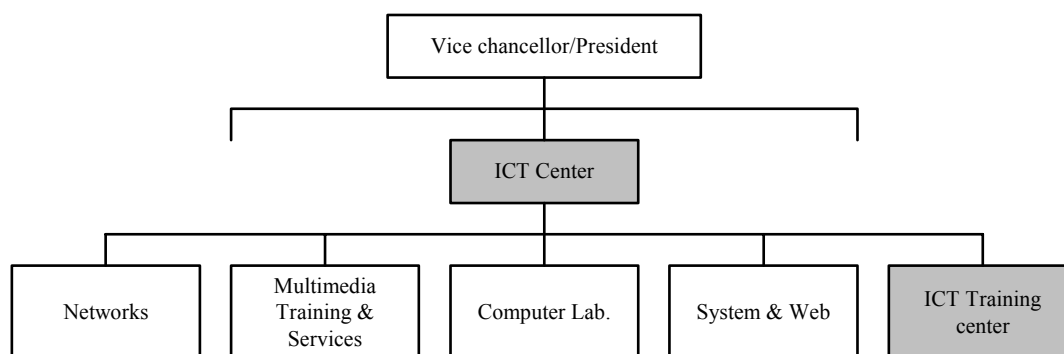 Vice chancellor/President
ICT Center
Networks
Multimedia
Training &
Services
Computer Lab.
System & Web
ICT Training
center